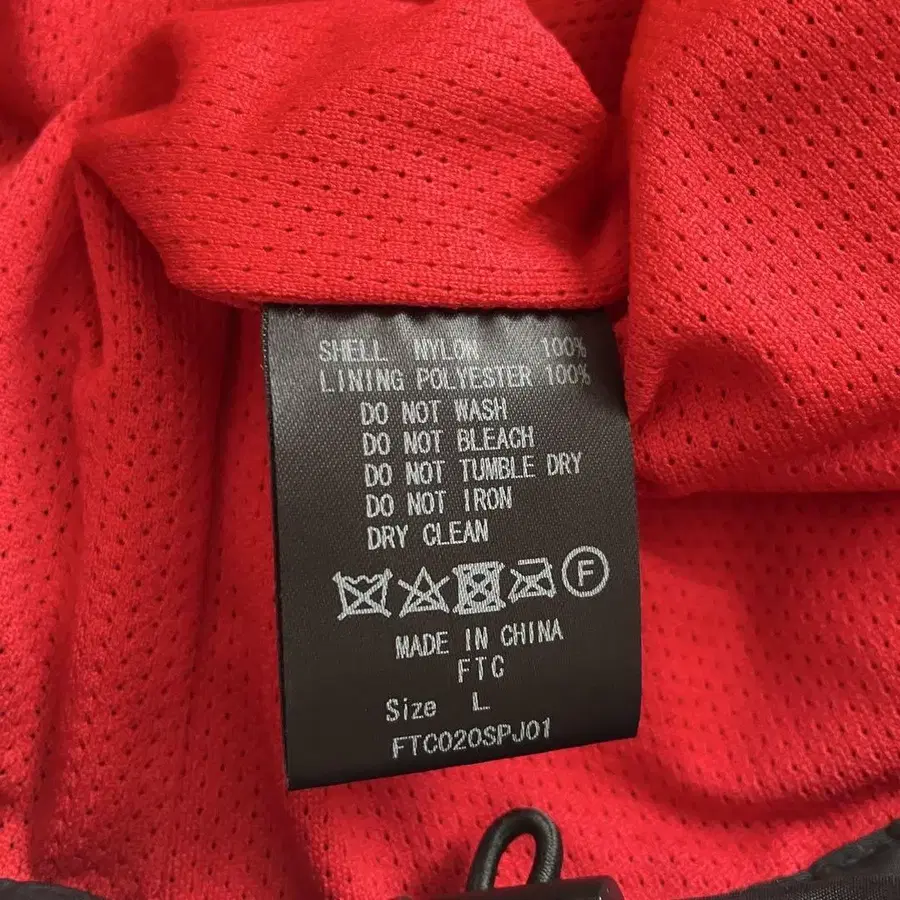 SHELL NYLON 100%
LINING POLYESTER 100%
DO NOT WASH
DO NOT BLEACH
DO NOT TUMBLE DRY
DO NOT IRON
DRY CLEAN
F
MADE IN CHINA
FTC
Size L
FTC020SPJ01